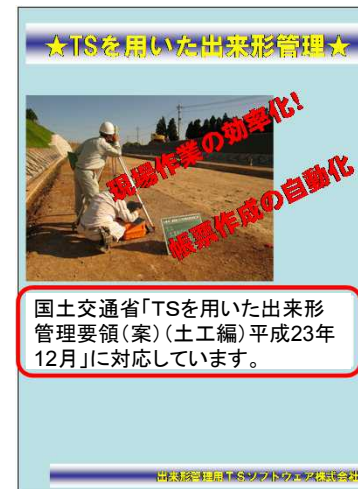 ★TSを用いた出来形管理★
現場作業の効率化!
帳票作成の自動化
国土交通省「TSを用いた出来形
管理要領(案)(土工編)平成23年
12月」に対応しています。
出来形管理用TSソフトウェア株式会社